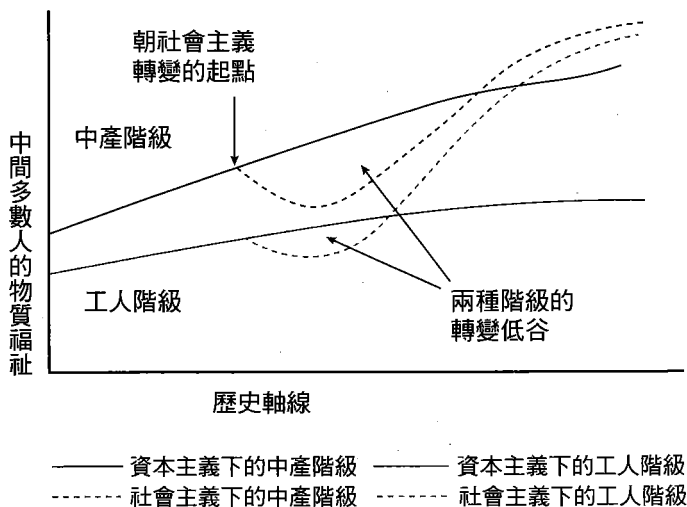 朝社會主義
轉變的起點
中產階級
中間多數人的物質福祉
工人階級
兩種階級的
轉變低谷
歷史軸線
資本主義下的中產階級
資本主義下的工人階級
社會主義下的中產階級
社會主義下的工人階級